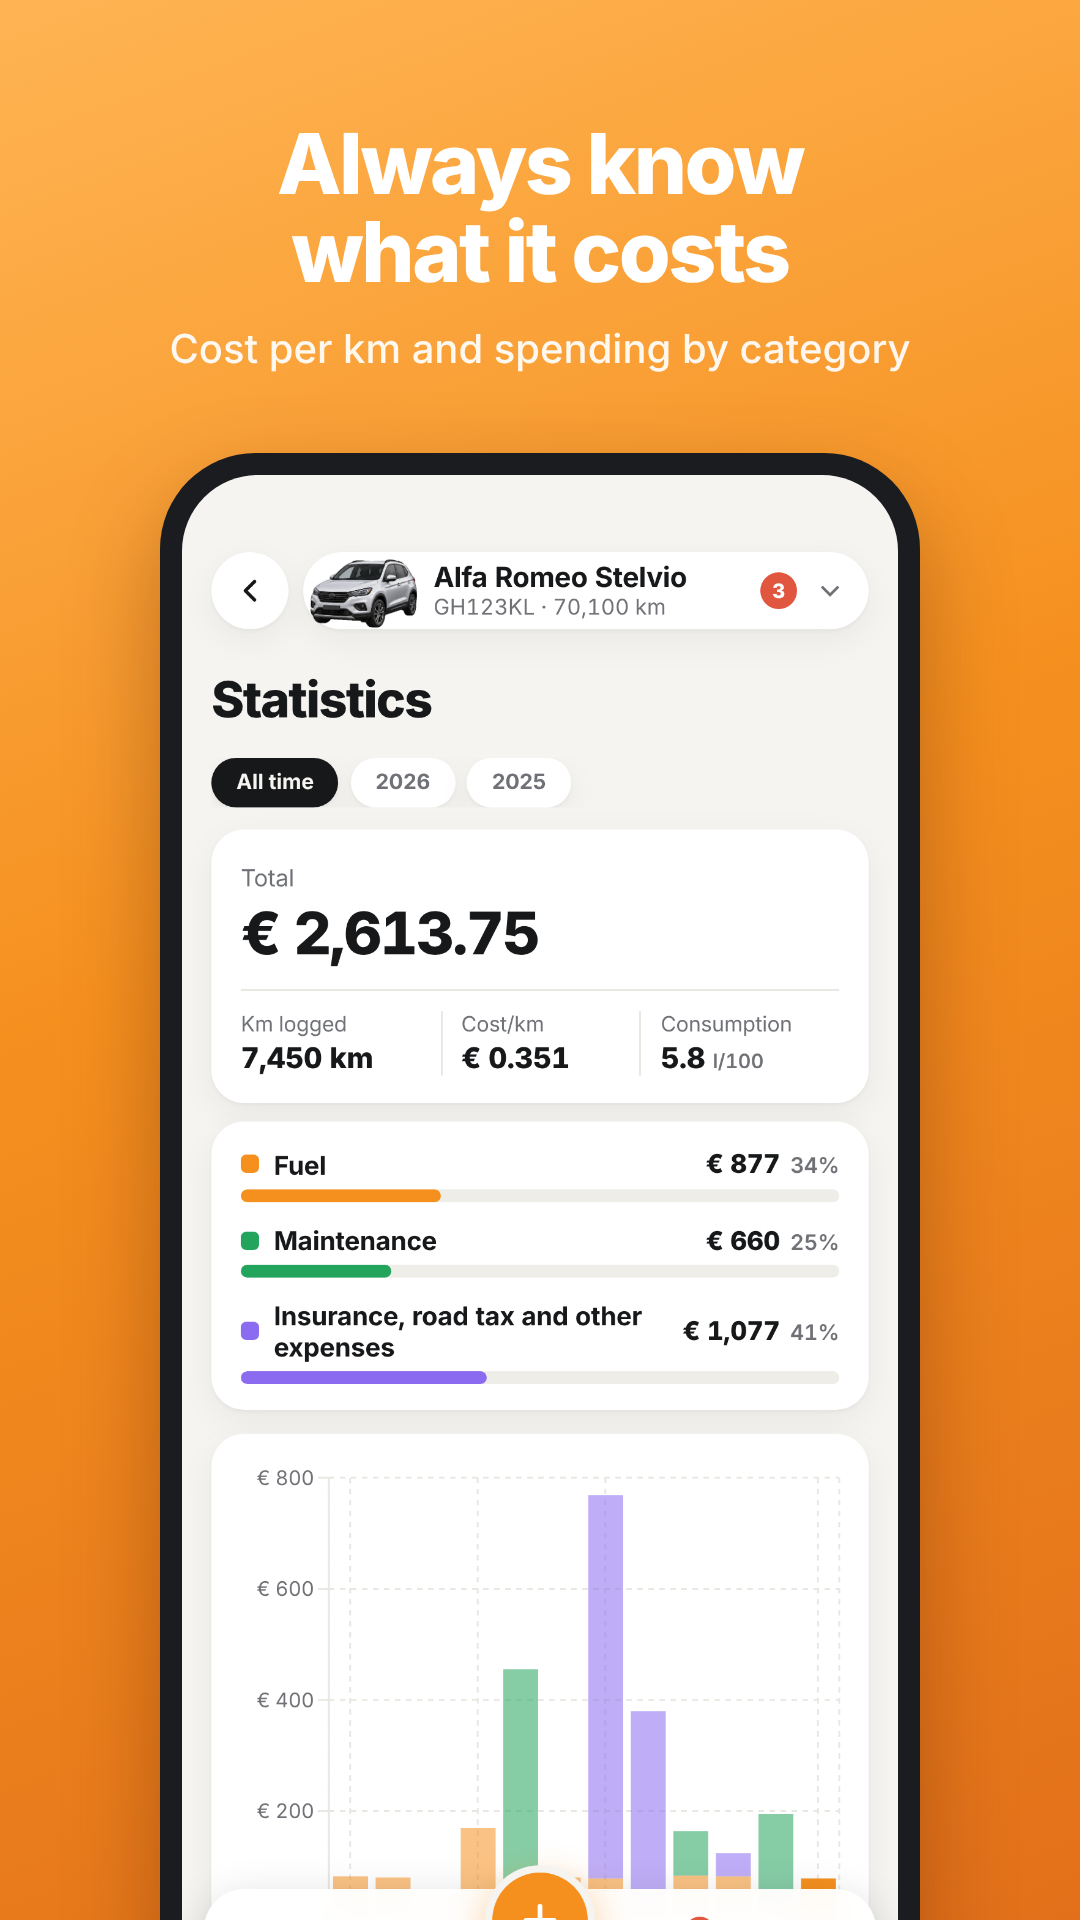 Always know
what it costs
Cost per km and spending by category
Alfa Romeo Stelvio
GH123KL · 70,100 km
3
Statistics
All time
2026
2025
Total
€ 2,613.75
Km logged
Cost/km
Consumption
7,450 km
€ 0.351
5.8 l/100
Fuel
€ 877 34%
Maintenance
€ 660 25%
Insurance, road tax and other
expenses
€ 1,077 41%
€ 800
€ 600
€ 400
€ 200